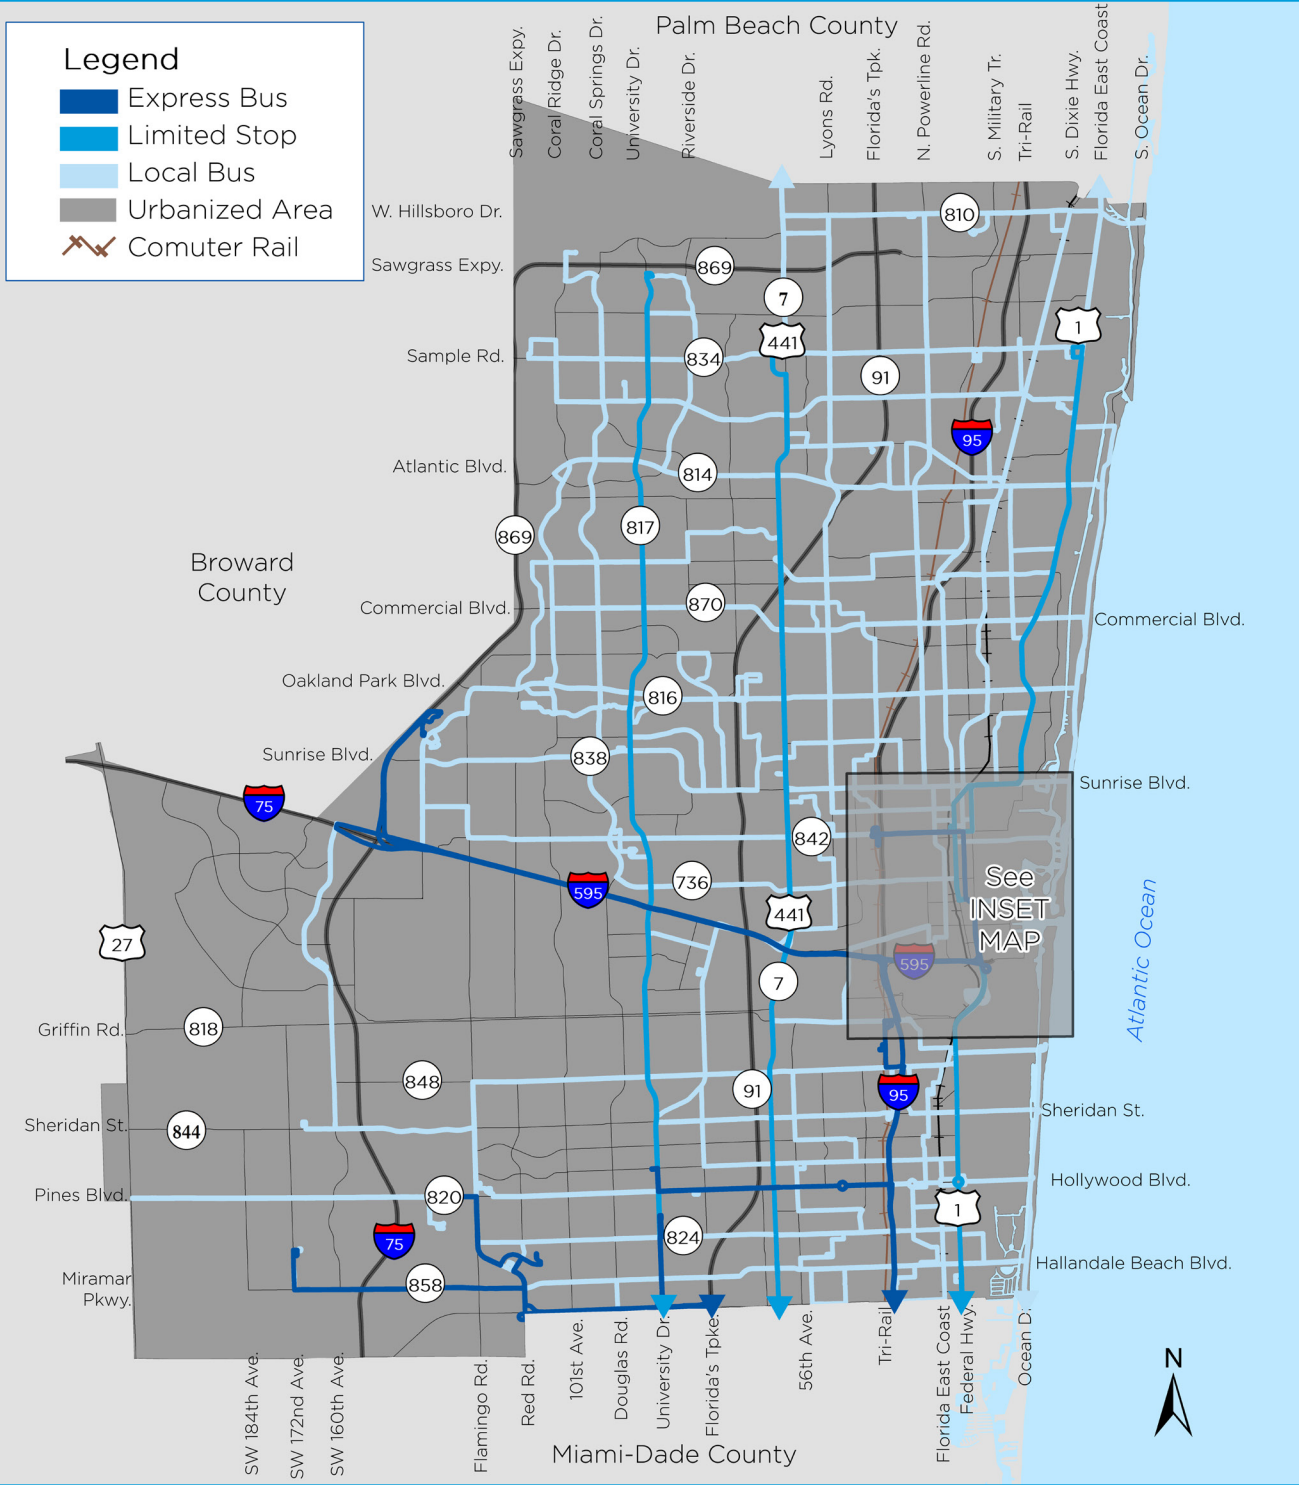 Palm Beach County
Legend
Express Bus
Limited Stop
Local Bus
Urbanized Area
Comuter Rail
Sawgrass Expy.
Coral Ridge Dr.
Coral Springs Dr.
University Dr.
Riverside Dr.
Lyons Rd.
Florida's Tpk.
N. Powerline Rd.
S. Military Tr.
Tri-Rail
S. Dixie Hwy.
Florida East Coast
S. Ocean Dr.
W. Hillsboro Dr.
810
Sawgrass Expy.
869
7
441
1
Sample Rd.
834
91
95
Atlantic Blvd.
814
817
869
Broward
County
Commercial Blvd.
870
Commercial Blvd.
Oakland Park Blvd.
816
Sunrise Blvd.
838
Sunrise Blvd.
75
842
See
INSET
MAP
736
595
441
27
595
7
Atlantic Ocean
Griffin Rd.
818
848
91
95
Sheridan St.
844
Sheridan St.
Pines Blvd.
820
Hollywood Blvd.
1
75
824
Hallandale Beach Blvd.
Miramar
Pkwy.
858
SW 184th Ave.
SW 172nd Ave.
SW 160th Ave.
Flamingo Rd.
Red Rd.
101st Ave.
Douglas Rd.
University Dr.
Florida's Tpke.
56th Ave.
Tri-Rail
Florida East Coast
Federal Hwy.
Ocean D
N
Miami-Dade County